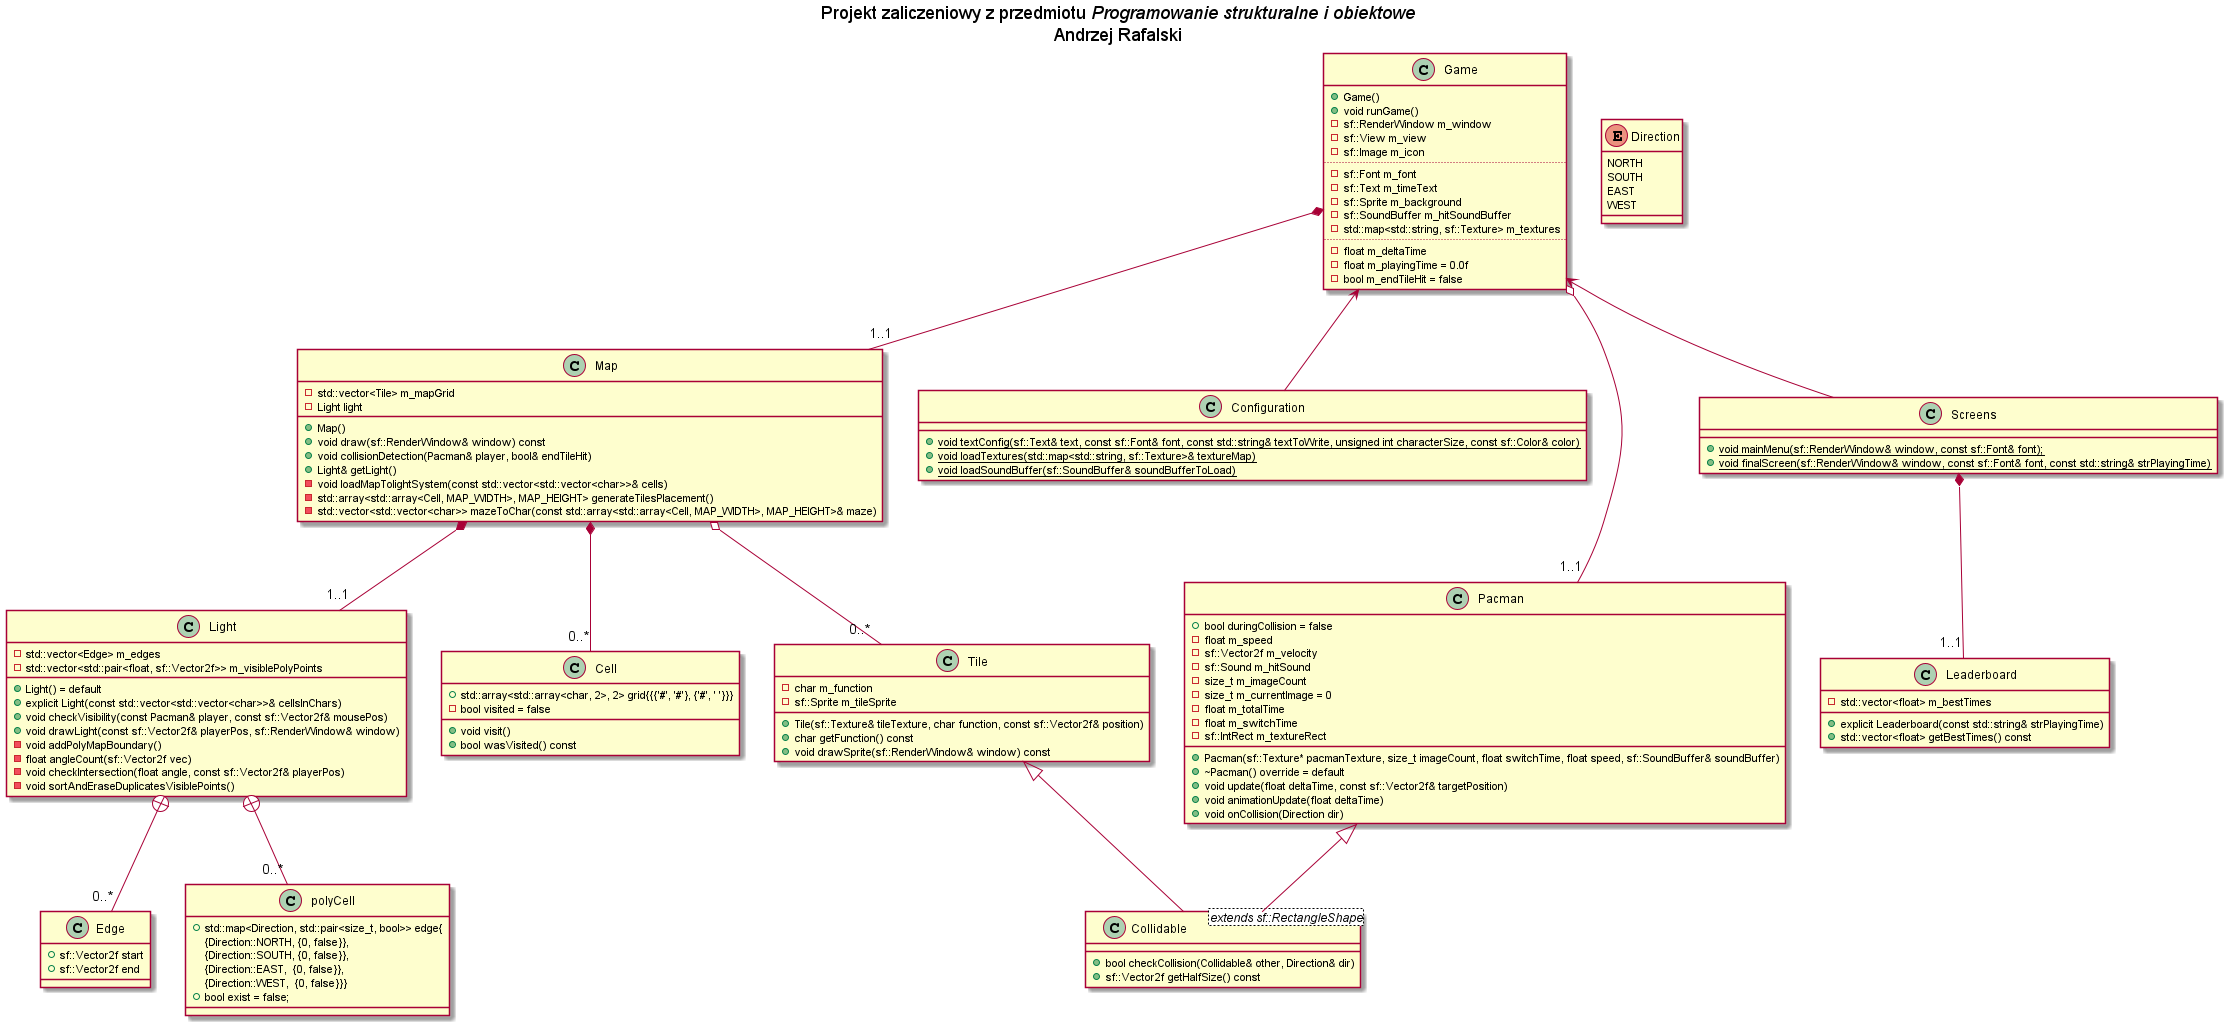 Projekt zaliczeniowy z przedmiotu Programowanie strukturalne i obiektowe
Andrzej Rafalski
C Game
Game()
void runGame()
sf::RenderWindow m_window
sf::View m_view
sf::Image m_icon
sf::Font m_font
sf::Text m_timeText
sf::Sprite m_background
sf::SoundBuffer m_hitSoundBuffer
std::map<std::string, sf::Texture> m_textures
float m_deltaTime
float m_playingTime = 0.0f
bool m_endTileHit = false
E Direction
NORTH
SOUTH
EAST
WEST
1..1
C Map
std::vector<Tile> m_mapGrid
Light light
Map()
void draw(sf::RenderWindow& window) const
void collisionDetection(Pacman& player, bool& endTileHit)
Light& getLight()
void loadMapTolightSystem(const std::vector<std::vector<char>>& cells)
std::array<std::array<Cell, MAP_WIDTH>, MAP_HEIGHT> generateTilesPlacement()
std::vector<std::vector<char>> mazeToChar(const std::array<std::array<Cell, MAP_WIDTH>, MAP_HEIGHT>& maze)
C Configuration
void textConfig(sf::Text& text, const sf::Font& font, const std::string& textToWrite, unsigned int characterSize, const sf::Color& color)
void loadTextures(std::map<std::string, sf::Texture>& textureMap)
void loadSoundBuffer(sf::SoundBuffer& soundBufferToLoad)
C Screens
void mainMenu(sf::RenderWindow& window, const sf::Font& font);
void finalScreen(sf::RenderWindow& window, const sf::Font& font, const std::string& strPlayingTime)
1..1
C Light
std::vector<Edge> m_edges
std::vector<std::pair<float, sf::Vector2f>> m_visiblePolyPoints
Light() = default
explicit Light(const std::vector<std::vector<char>>& cellsInChars)
void checkVisibility(const Pacman& player, const sf::Vector2f& mousePos)
void drawLight(const sf::Vector2f& playerPos, sf::RenderWindow& window)
void addPolyMapBoundary()
float angleCount(sf::Vector2f vec)
void checkIntersection(float angle, const sf::Vector2f& playerPos)
void sortAndEraseDuplicatesVisiblePoints()
0..*
C Cell
std::array<std::array<char, 2>, 2> grid{{{'#', '#'}, {'#', ' '}}}
bool visited = false
void visit()
bool wasVisited() const
0..*
C Tile
char m_function
sf::Sprite m_tileSprite
Tile(sf::Texture& tileTexture, char function, const sf::Vector2f& position)
char getFunction() const
void drawSprite(sf::RenderWindow& window) const
1..1
C Pacman
bool duringCollision = false
float m_speed
sf::Vector2f m_velocity
sf::Sound m_hitSound
size_t m_imageCount
size_t m_currentImage = 0
float m_totalTime
float m_switchTime
sf::IntRect m_textureRect
Pacman(sf::Texture* pacmanTexture, size_t imageCount, float switchTime, float speed, sf::SoundBuffer& soundBuffer)
~Pacman() override = default
void update(float deltaTime, const sf::Vector2f& targetPosition)
void animationUpdate(float deltaTime)
void onCollision(Direction dir)
1..1
C Leaderboard
std::vector<float> m_bestTimes
explicit Leaderboard(const std::string& strPlayingTime)
std::vector<float> getBestTimes() const
0..*
C Edge
sf::Vector2f start
sf::Vector2f end
0..*
C polyCell
std::map<Direction, std::pair<size_t, bool>> edge{
{Direction::NORTH, {0, false}},
{Direction::SOUTH, {0, false}},
{Direction::EAST, {0, false}},
{Direction::WEST, {0, false}}}
bool exist = false;
extends sf::RectangleShape
C Collidable
bool checkCollision(Collidable& other, Direction& dir)
sf::Vector2f getHalfSize() const